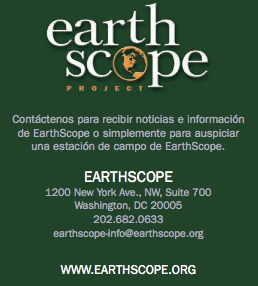 earth
scope
PROJECT
Contáctenos para recibir noticias e información
de EarthScope o simplemente para auspiciar
una estación de campo de EarthScope.
EARTHSCOPE
1200 New York Ave., NW, Suite 700
Washington, DC 20005
202.682.0633
earthscope-info@earthscope.org
WWW.EARTHSCOPE.ORG